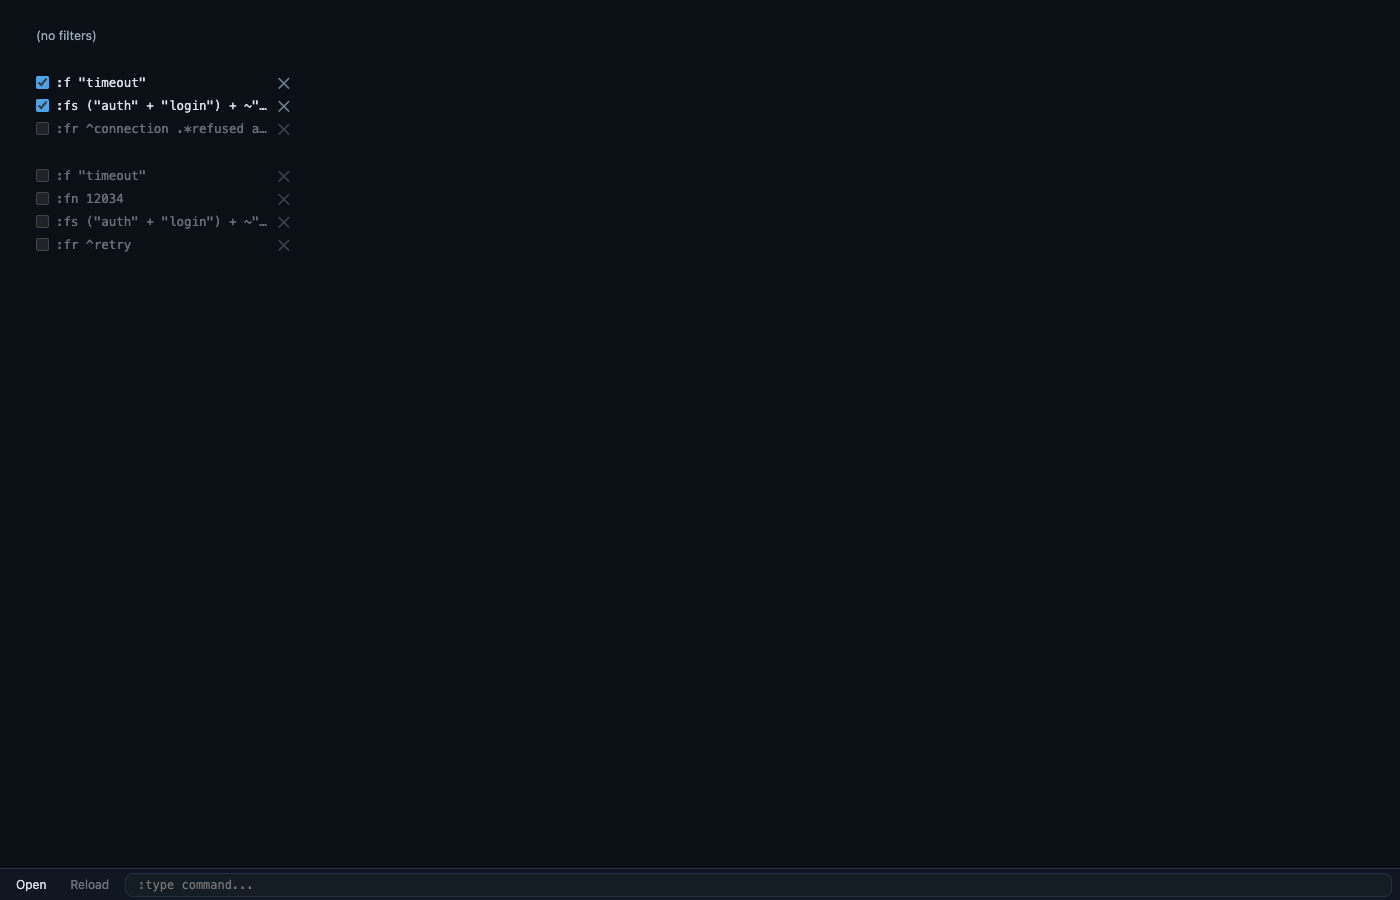 (no filters)
:f "timeout"
:fs ("auth" + "login") + ~"…
:fr ^connection .*refused a…
:f "timeout"
:fn 12034
:fs ("auth" + "login") + ~"…
:fr ^retry
Open Reload :type command...